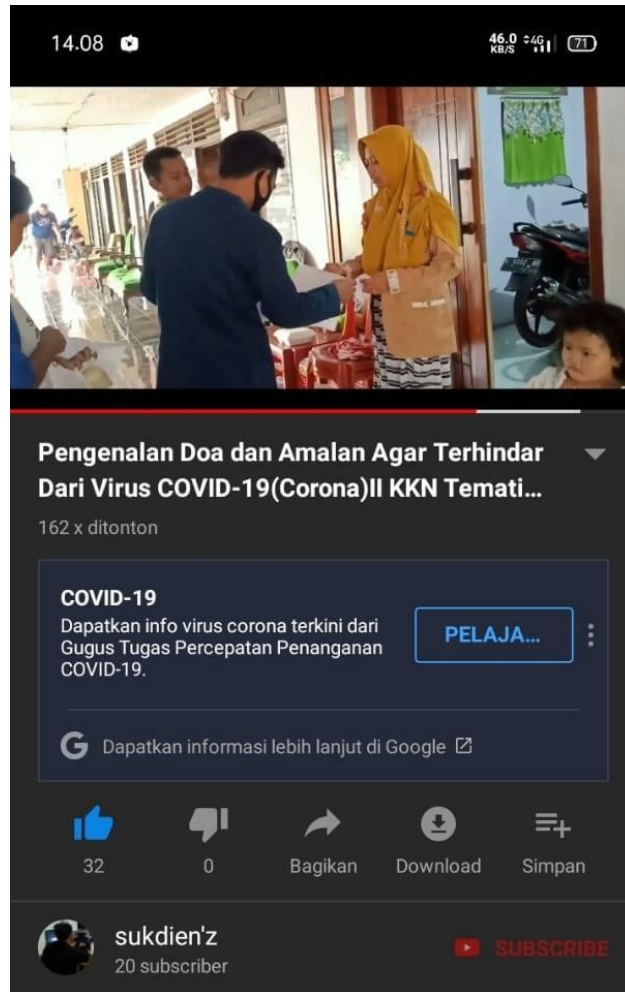 14.08
46.0
KB/S
4G
71
Pengenalan Doa dan Amalan Agar Terhindar
Dari Virus COVID-19(Corona)II KKN Temati...
162 x ditonton
COVID-19
Dapatkan info virus corona terkini dari
Gugus Tugas Percepatan Penanganan
COVID-19.
PELAJA...
G Dapatkan informasi lebih lanjut di Google
32
0
Bagikan
Download
Simpan
sukdien'z
20 subscriber
SUBSCRIBE